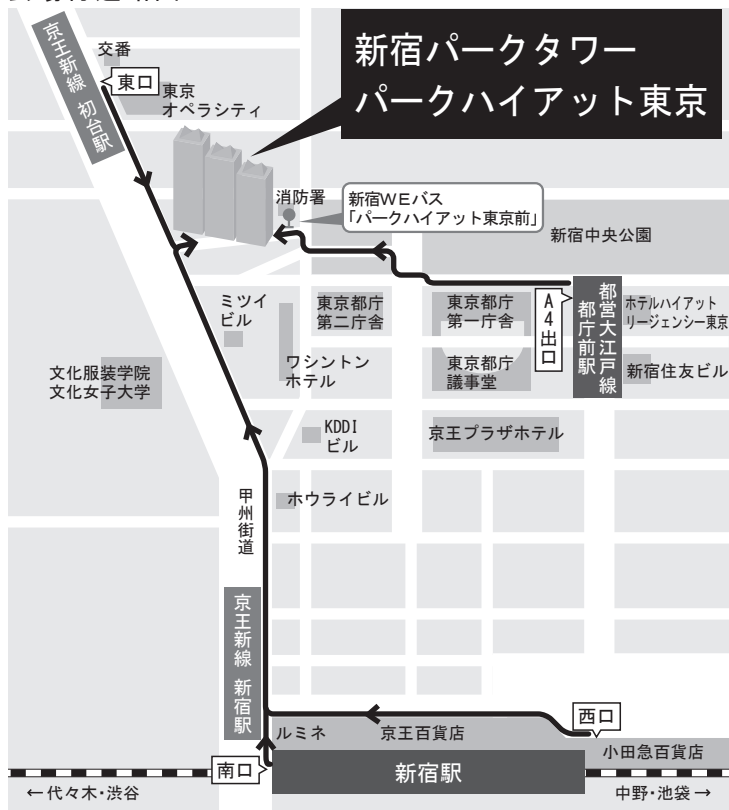 新宿パークタワー
パークハイアット東京
京王新線 初台駅
交番
東口
東京
オペラシティ
消防署
新宿WEバス
「パークハイアット東京前」
新宿中央公園
ミツイ
ビル
東京都庁
第二庁舎
東京都庁
第一庁舎
A4出口
都営大江戸線
都庁前駅
ホテルハイアット
リージェンシー東京
文化服装学院
文化女子大学
ワシントン
ホテル
東京都庁
議事堂
新宿住友ビル
KDDI
ビル
京王プラザホテル
ホウライビル
甲州街道
京王新線 新宿駅
ルミネ
京王百貨店
西口
小田急百貨店
南口
新宿駅
←代々木・渋谷
中野・池袋→